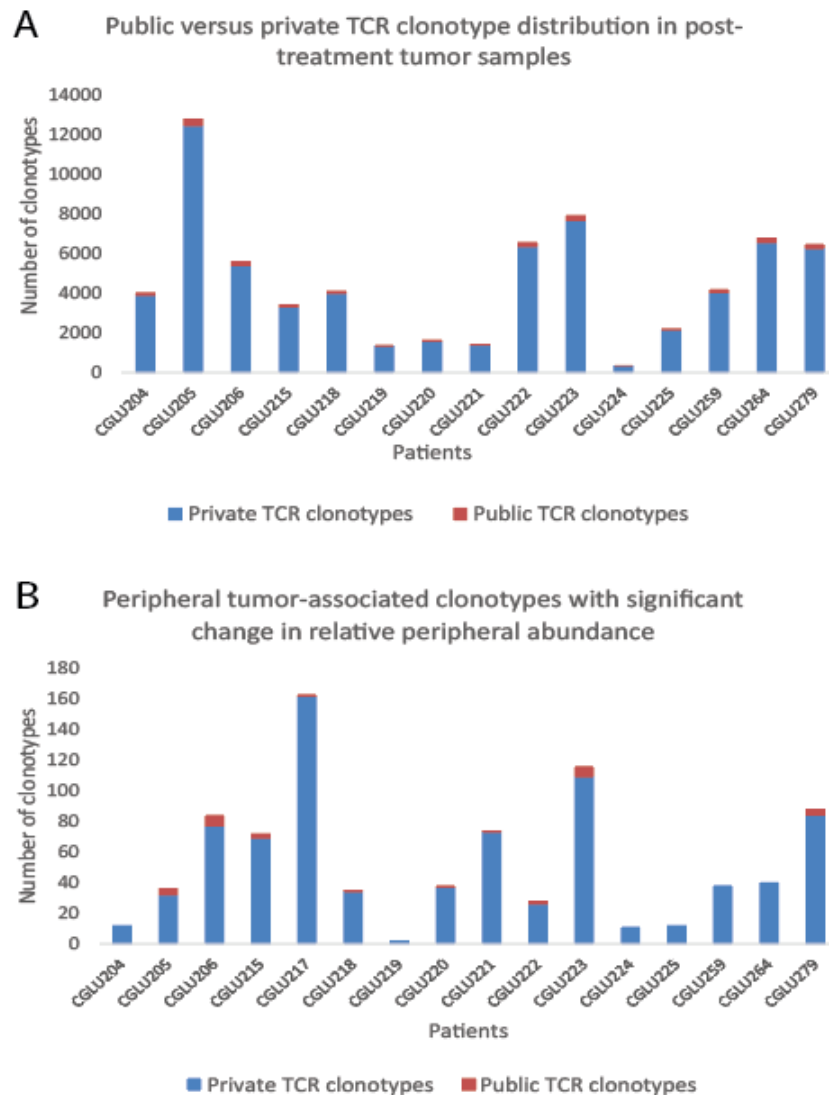 A
Public versus private TCR clonotype distribution in post-
treatment tumor samples
Number of clonotypes
14000
12000
10000
8000
6000
4000
2000
0
CGLU204
CGLU205
CGLU206
CGLU215
CGLU218
CGLU219
CGLU220
CGLU221
CGLU222
CGLU223
CGLU224
CGLU225
CGLU259
CGLU264
CGLU279
Patients
Private TCR clonotypes
Public TCR clonotypes
B
Peripheral tumor-associated clonotypes with significant
change in relative peripheral abundance
Number of clonotypes
180
160
140
120
100
80
60
40
20
0
CGLU204
CGLU205
CGLU206
CGLU215
CGLU217
CGLU218
CGLU219
CGLU220
CGLU221
CGLU222
CGLU223
CGLU224
CGLU225
CGLU259
CGLU264
CGLU279
Patients
Private TCR clonotypes
Public TCR clonotypes